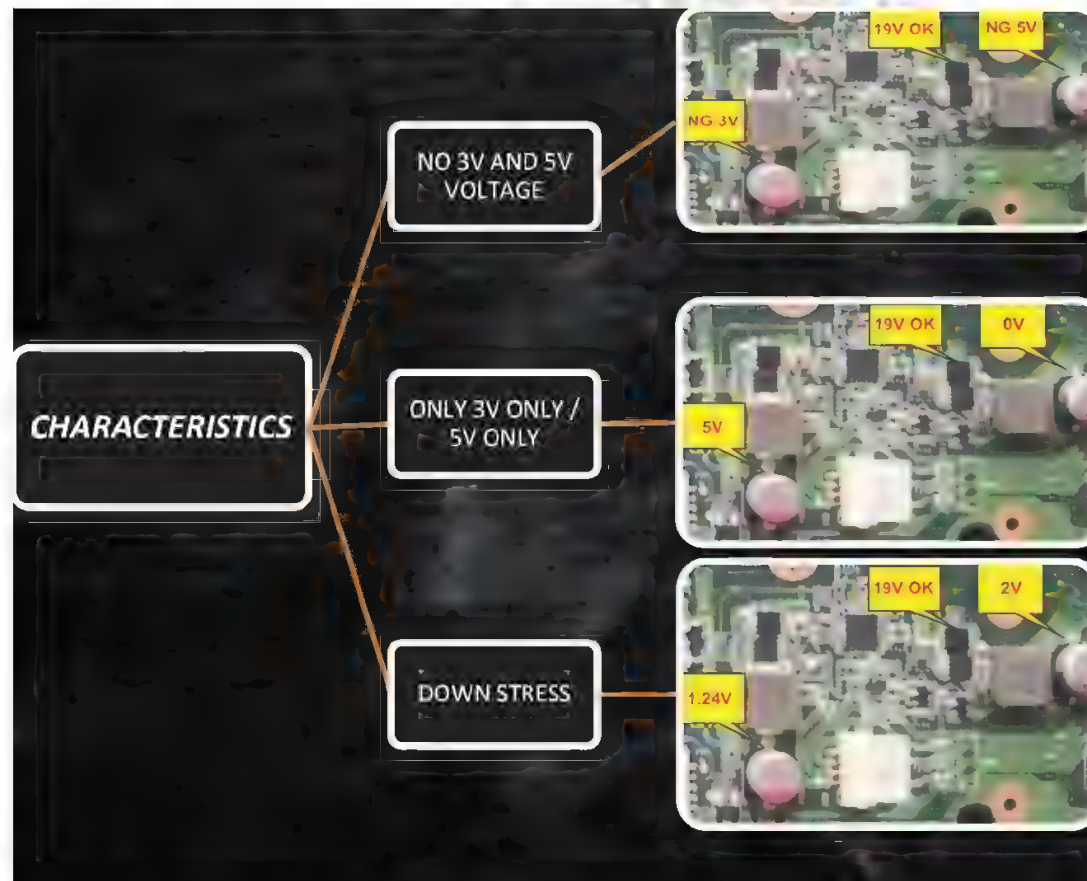 19V OK
NG 5V
NG 3V
NO 3V AND 5V
VOLTAGE
19V OK
0V
CHARACTERISTICS
ONLY 3V ONLY /
5V ONLY
5V
19V OK
2V
DOWN STRESS
1.24V